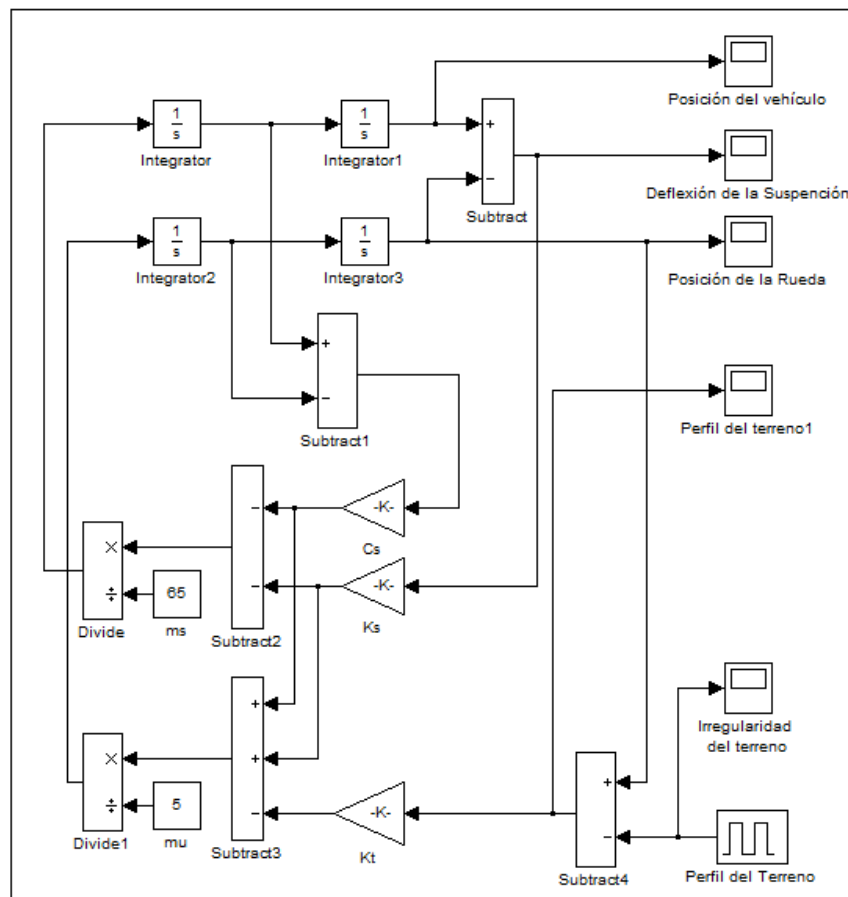 Posición del vehículo
1
s
Integrator
1
s
Integrator1
+
−
Subtract
Deflexión de la Suspención
1
s
Integrator2
1
s
Integrator3
Posición de la Rueda
+
−
Subtract1
Perfil del terreno1
-K-
Cs
-K-
Ks
−
−
Subtract2
×
÷
Divide
65
ms
+
+
−
Subtract3
×
÷
Divide1
5
mu
-K-
Kt
+
−
Subtract4
Irregularidad
del terreno
Perfil del Terreno